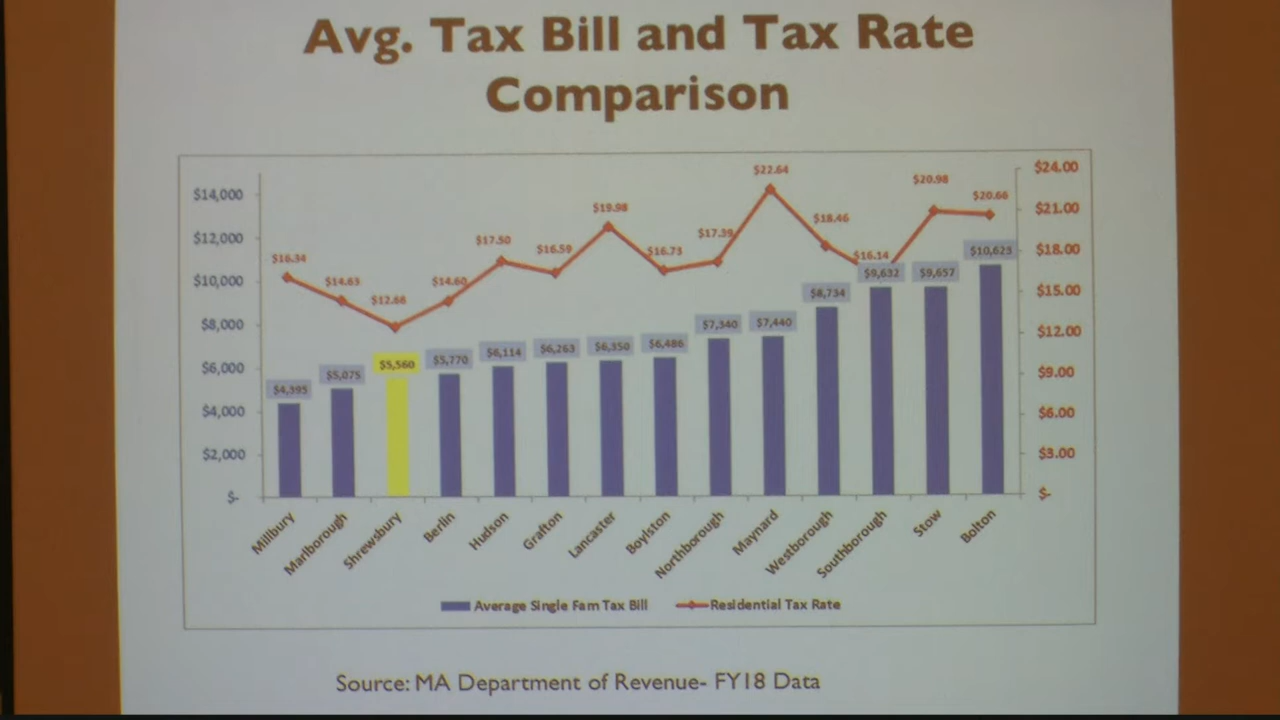 Avg. Tax Bill and Tax Rate
Comparison
$14,000
$12,000
$10,000
$8,000
$6,000
$4,000
$2,000
$-
$24.00
$21.00
$18.00
$15.00
$12.00
$9.00
$6.00
$3.00
$-
$16.34
$14.63
$12.66
$14.60
$17.50
$16.59
$19.98
$16.73
$17.39
$22.64
$18.46
$16.14
$20.98
$20.66
$4,395
$5,075
$5,560
$5,770
$6,114
$6,263
$6,350
$6,486
$7,340
$7,440
$8,734
$9,632
$9,657
$10,623
Millbury
Marlborough
Shrewsbury
Berlin
Hudson
Grafton
Lancaster
Boylston
Northborough
Maynard
Westborough
Southborough
Stow
Bolton
Average Single Fam Tax Bill
Residential Tax Rate
Source: MA Department of Revenue- FY18 Data